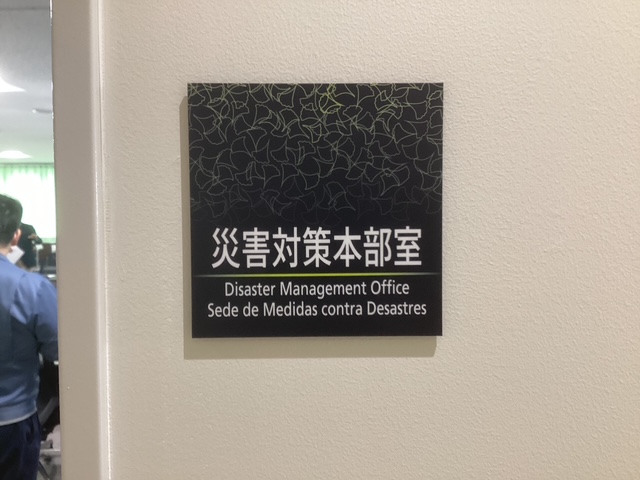 災害対策本部室
Disaster Management Office
Sede de Medidas contra Desastres